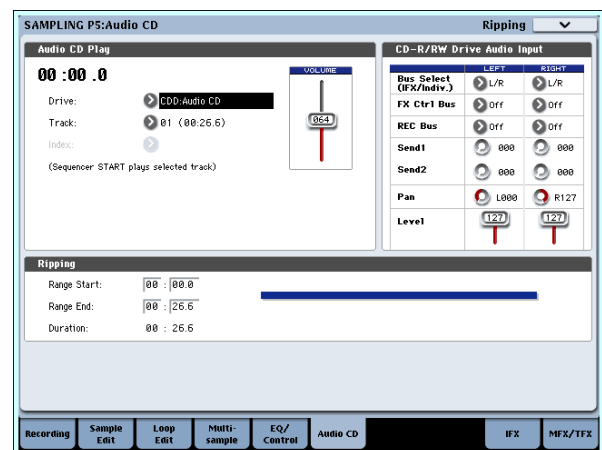 SAMPLING P5:Audio CD
Ripping
Audio CD Play
00 :00 .0
Drive:
CDD:Audio CD
Track:
01 (00:26.6)
Index:
(Sequencer START plays selected track)
VOLUME
064
CD-R/RW Drive Audio Input
LEFT RIGHT
Bus Select
(IFX/Indiv.)
L/R L/R
FX Ctrl Bus Off Off
REC Bus Off Off
Send1 000 000
Send2 000 000
Pan L000 R127
Level 127 127
Ripping
Range Start: 00 : 00.0
Range End: 00 : 26.6
Duration: 00 : 26.6
Recording
Sample
Edit
Loop
Edit
Multi-
sample
EQ/
Control
Audio CD
IFX
MFX/TFX